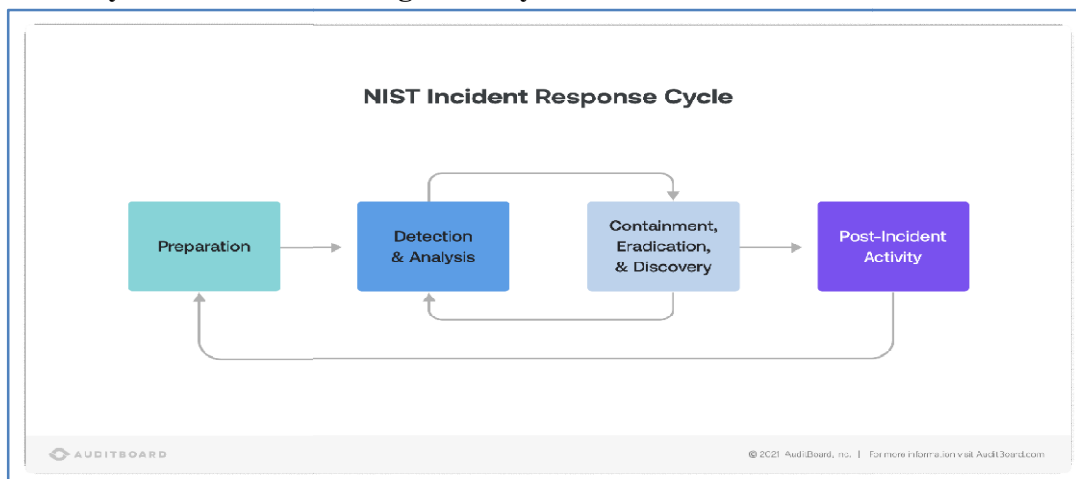 NIST Incident Response Cycle
Preparation
Detection
& Analysis
Containment,
Eradication,
& Discovery
Post-Incident
Activity
AUDITBOARD
© 2021 AuditBoard, Inc. | For more information visit AuditBoard.com